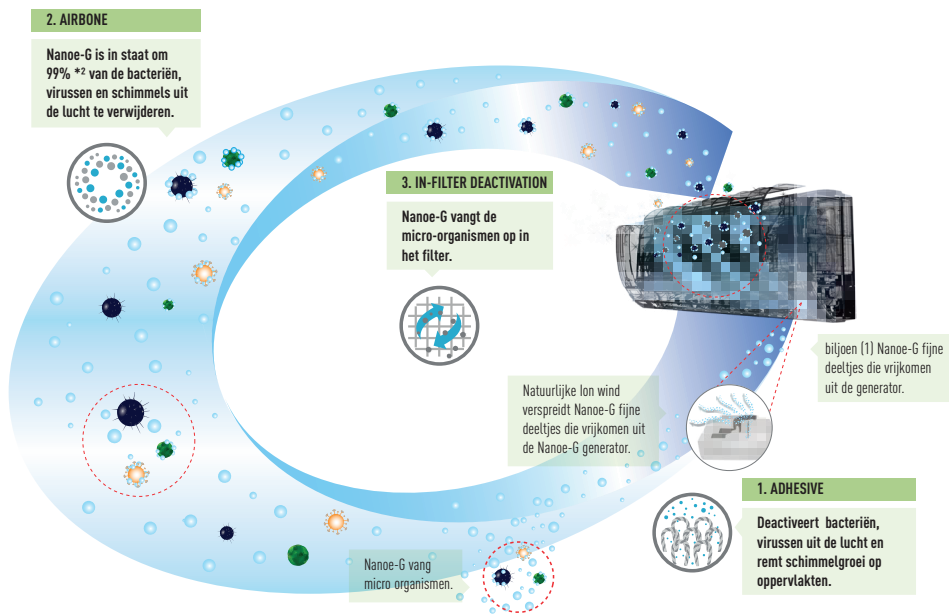 2. AIRBONE
Nanoe-G is in staat om
99% *² van de bacteriën,
virussen en schimmels uit
de lucht te verwijderen.
3. IN-FILTER DEACTIVATION
Nanoe-G vangt de
micro-organismen op in
het filter.
biljoen (1) Nanoe-G fijne
deeltjes die vrijkomen
uit de generator.
Natuurlijke Ion wind
verspreidt Nanoe-G fijne
deeltjes die vrijkomen uit
de Nanoe-G generator.
1. ADHESIVE
Deactiveert bacteriën,
virussen uit de lucht en
remt schimmelgroei op
oppervlakten.
Nanoe-G vang
micro organismen.